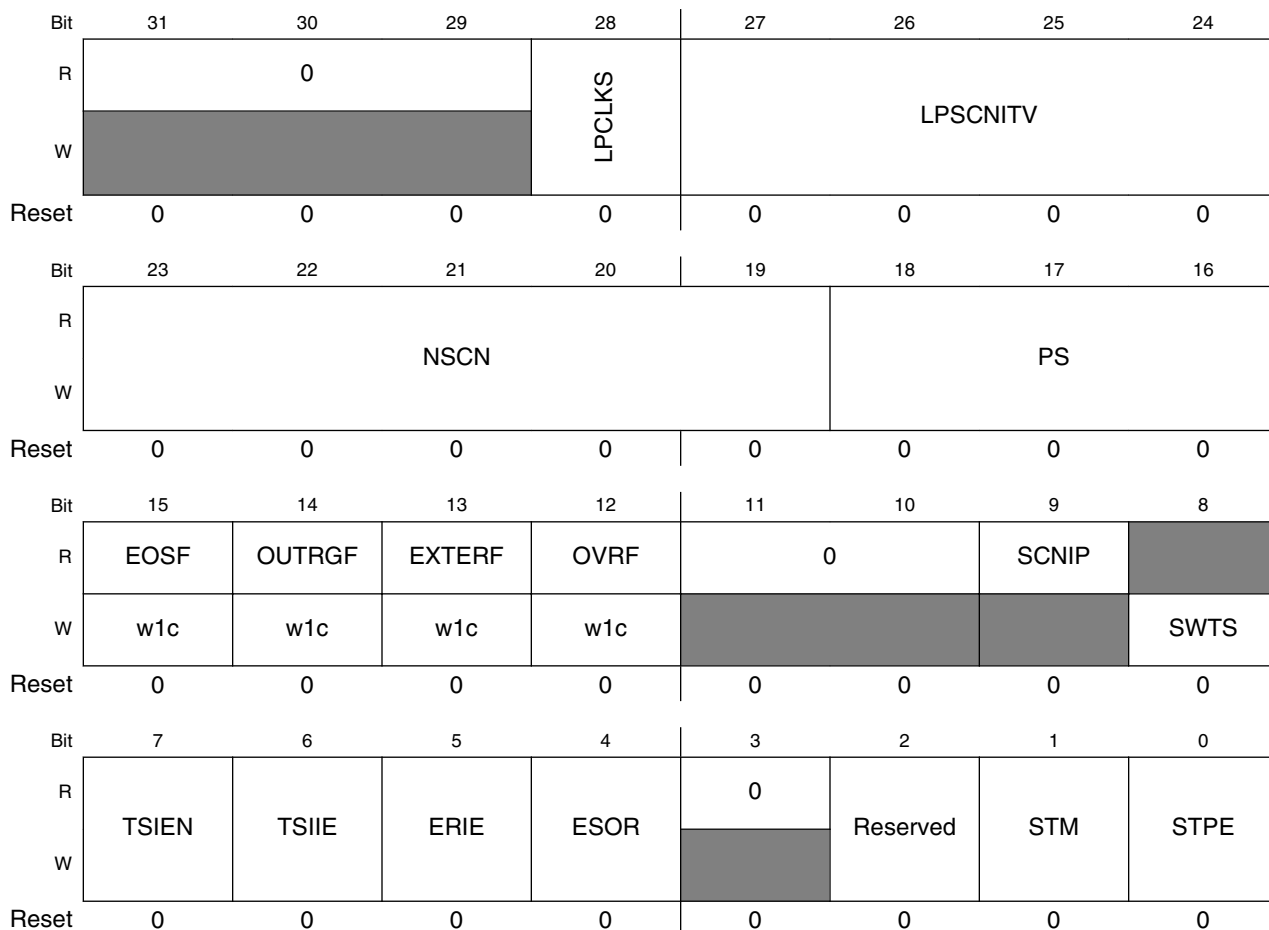 Bit 31 30 29 28 27 26 25 24
R 0 LPCLKS LPSCNITV
W
Reset 0 0 0 0 0 0 0 0
Bit 23 22 21 20 19 18 17 16
R
NSCN PS
W
Reset 0 0 0 0 0 0 0 0
Bit 15 14 13 12 11 10 9 8
R EOSF OUTRGF EXTERF OVRF 0 SCNIP
W w1c w1c w1c w1c SWTS
Reset 0 0 0 0 0 0 0 0
Bit 7 6 5 4 3 2 1 0
R 0
TSIEN TSIIE ERIE ESOR Reserved STM STPE
W
Reset 0 0 0 0 0 0 0 0